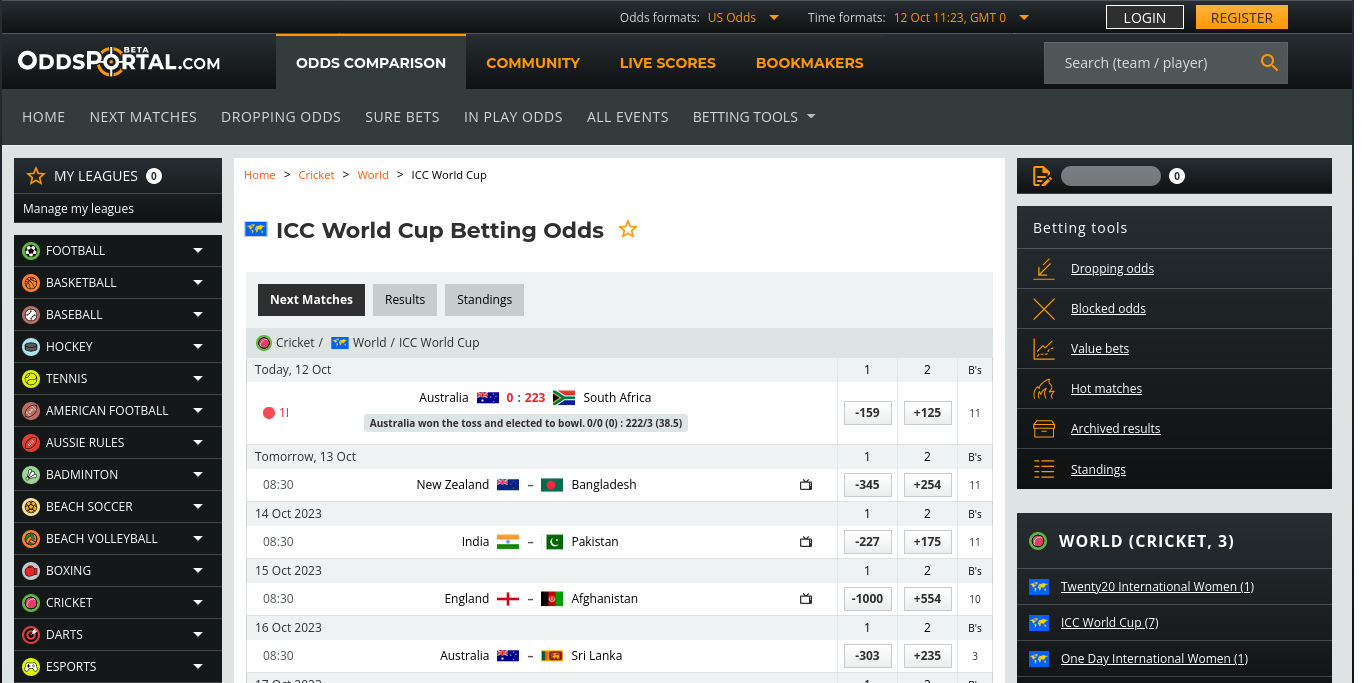 Odds formats: US Odds Time formats: 12 Oct 11:23, GMT 0 LOGIN REGISTER
ODDSPORTAL.COM BETA
ODDS COMPARISON COMMUNITY LIVE SCORES BOOKMAKERS Search (team / player)
HOME NEXT MATCHES DROPPING ODDS SURE BETS IN PLAY ODDS ALL EVENTS BETTING TOOLS
MY LEAGUES 0
Manage my leagues
FOOTBALL
BASKETBALL
BASEBALL
HOCKEY
TENNIS
AMERICAN FOOTBALL
AUSSIE RULES
BADMINTON
BEACH SOCCER
BEACH VOLLEYBALL
BOXING
CRICKET
DARTS
ESPORTS
Home > Cricket > World > ICC World Cup
ICC World Cup Betting Odds
Next Matches Results Standings
Cricket / World / ICC World Cup
Today, 12 Oct 1 2 B's
Australia 0 : 223 South Africa
1I -159 +125 11
Australia won the toss and elected to bowl. 0/0 (0) : 222/3 (38.5)
Tomorrow, 13 Oct 1 2 B's
08:30 New Zealand – Bangladesh -345 +254 11
14 Oct 2023 1 2 B's
08:30 India – Pakistan -227 +175 11
15 Oct 2023 1 2 B's
08:30 England – Afghanistan -1000 +554 10
16 Oct 2023 1 2 B's
08:30 Australia – Sri Lanka -303 +235 3
17 Oct 2023 1 2 B's
0
Betting tools
Dropping odds
Blocked odds
Value bets
Hot matches
Archived results
Standings
WORLD (CRICKET, 3)
Twenty20 International Women (1)
ICC World Cup (7)
One Day International Women (1)